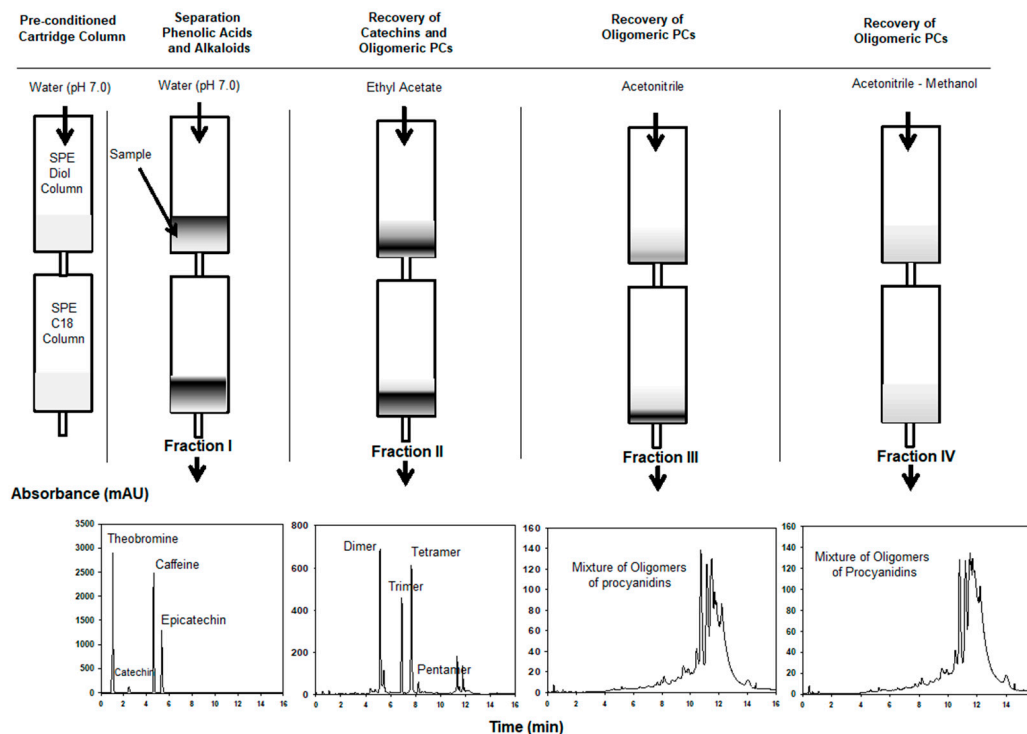 Pre-conditioned
Cartridge Column
Separation
Phenolic Acids
and Alkaloids
Recovery of
Catechins and
Oligomeric PCs
Recovery of
Oligomeric PCs
Recovery of
Oligomeric PCs
Water (pH 7.0)
Water (pH 7.0)
Ethyl Acetate
Acetonitrile
Acetonitrile - Methanol
SPE
Diol
Column
Sample
SPE
C18
Column
Fraction I
Fraction II
Fraction III
Fraction IV
Absorbance (mAU)
3500
3000
2500
2000
1500
1000
500
0
0 2 4 6 8 10 12 14 16
Theobromine
Caffeine
Epicatechin
Catechin
800
600
400
200
0
0 2 4 6 8 10 12 14 16
Dimer
Tetramer
Trimer
Pentamer
160
140
120
100
80
60
40
20
0
0 2 4 6 8 10 12 14 16
Mixture of Oligomers
of procyanidins
160
140
120
100
80
60
40
20
0
0 2 4 6 8 10 12 14 16
Mixture of Oligomers
of Procyanidins
Time (min)